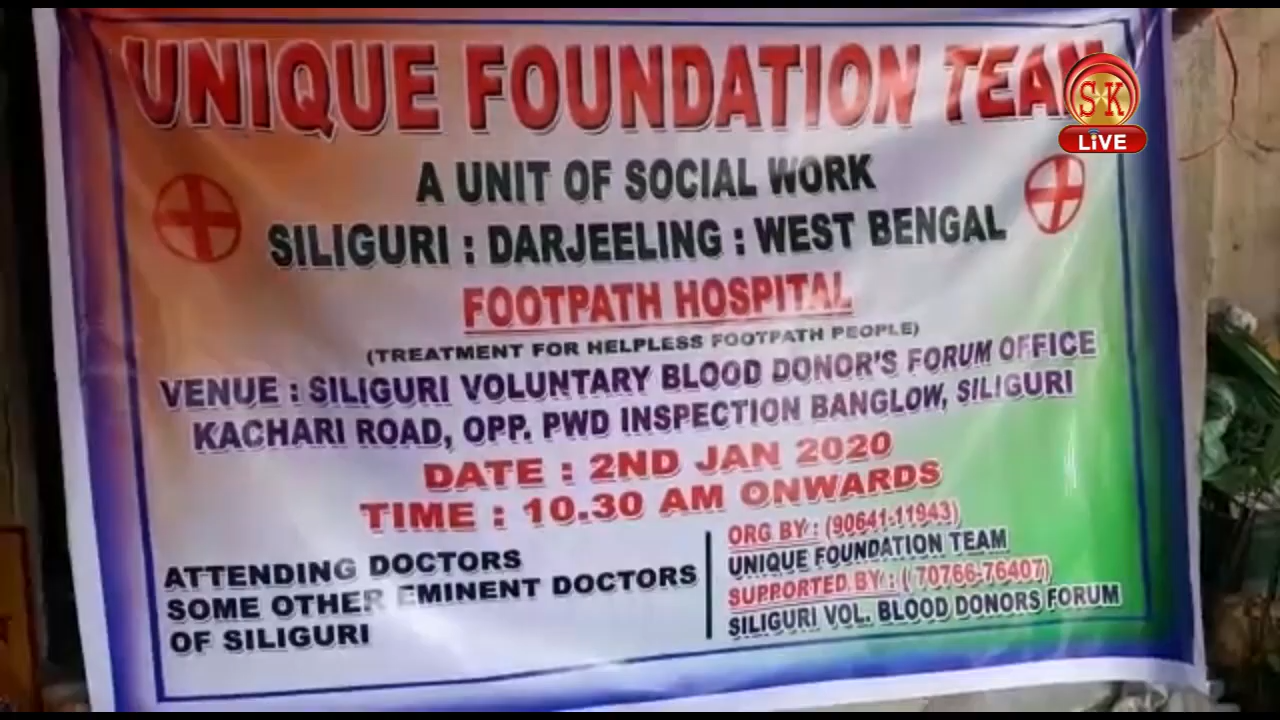 UNIQUE FOUNDATION TEAM
SK
LiVE
A UNIT OF SOCIAL WORK
SILIGURI : DARJEELING : WEST BENGAL
FOOTPATH HOSPITAL
(TREATMENT FOR HELPLESS FOOTPATH PEOPLE)
VENUE : SILIGURI VOLUNTARY BLOOD DONOR'S FORUM OFFICE
KACHARI ROAD, OPP. PWD INSPECTION BANGLOW, SILIGURI
DATE : 2ND JAN 2020
TIME : 10.30 AM ONWARDS
ATTENDING DOCTORS
SOME OTHER EMINENT DOCTORS
OF SILIGURI
ORG BY : (90641-11943)
UNIQUE FOUNDATION TEAM
SUPPORTED BY : ( 70766-76407)
SILIGURI VOL. BLOOD DONORS FORUM